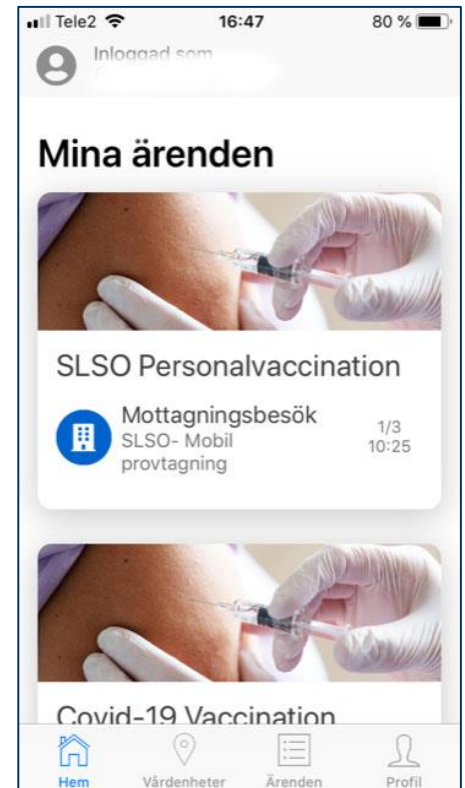 Tele2 16:47 80 %
Inloggad som
Mina ärenden
SLSO Personalvaccination
Mottagningsbesök
SLSO- Mobil
provtagning
1/3
10:25
Covid-19 Vaccination
Hem Vårdenheter Ärenden Profil